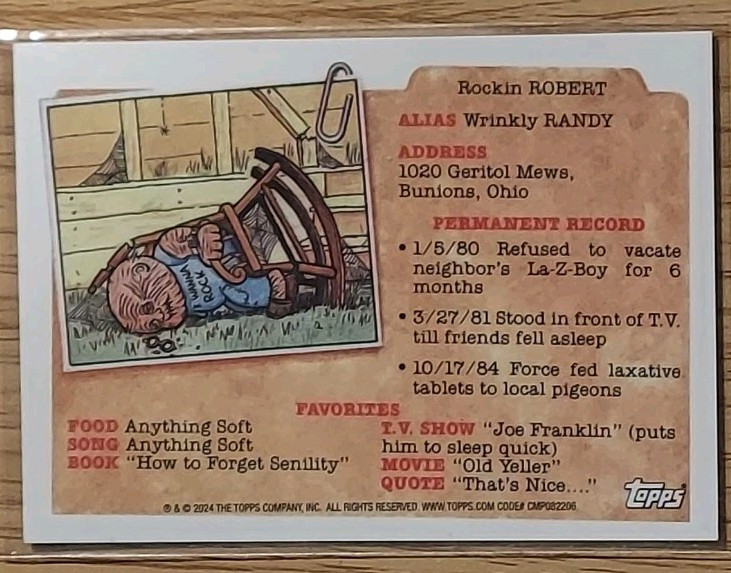 Rockin ROBERT
ALIAS Wrinkly RANDY
ADDRESS
1020 Geritol Mews,
Bunions, Ohio
PERMANENT RECORD
• 1/5/80 Refused to vacate
neighbor's La-Z-Boy for 6
months
• 3/27/81 Stood in front of T.V.
till friends fell asleep
• 10/17/84 Force fed laxative
tablets to local pigeons
I WANNA
ROCK
FAVORITES
FOOD Anything Soft
SONG Anything Soft
BOOK "How to Forget Senility"
T.V. SHOW "Joe Franklin" (puts
him to sleep quick)
MOVIE "Old Yeller"
QUOTE "That's Nice...."
TOPPS®
® & © 2024 THE TOPPS COMPANY, INC. ALL RIGHTS RESERVED. WWW.TOPPS.COM CODE# CMP082206